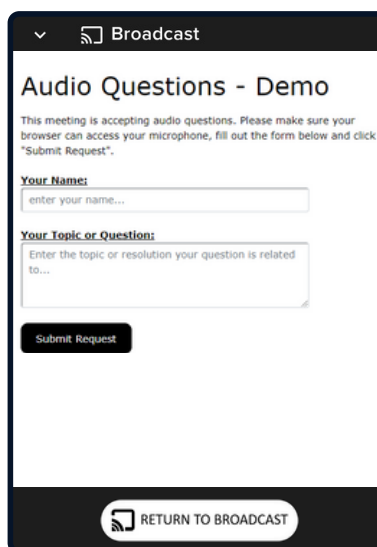 Broadcast
Audio Questions - Demo
This meeting is accepting audio questions. Please make sure your
browser can access your microphone, fill out the form below and click
"Submit Request".
Your Name:
enter your name...
Your Topic or Question:
Enter the topic or resolution your question is related
to...
Submit Request
RETURN TO BROADCAST